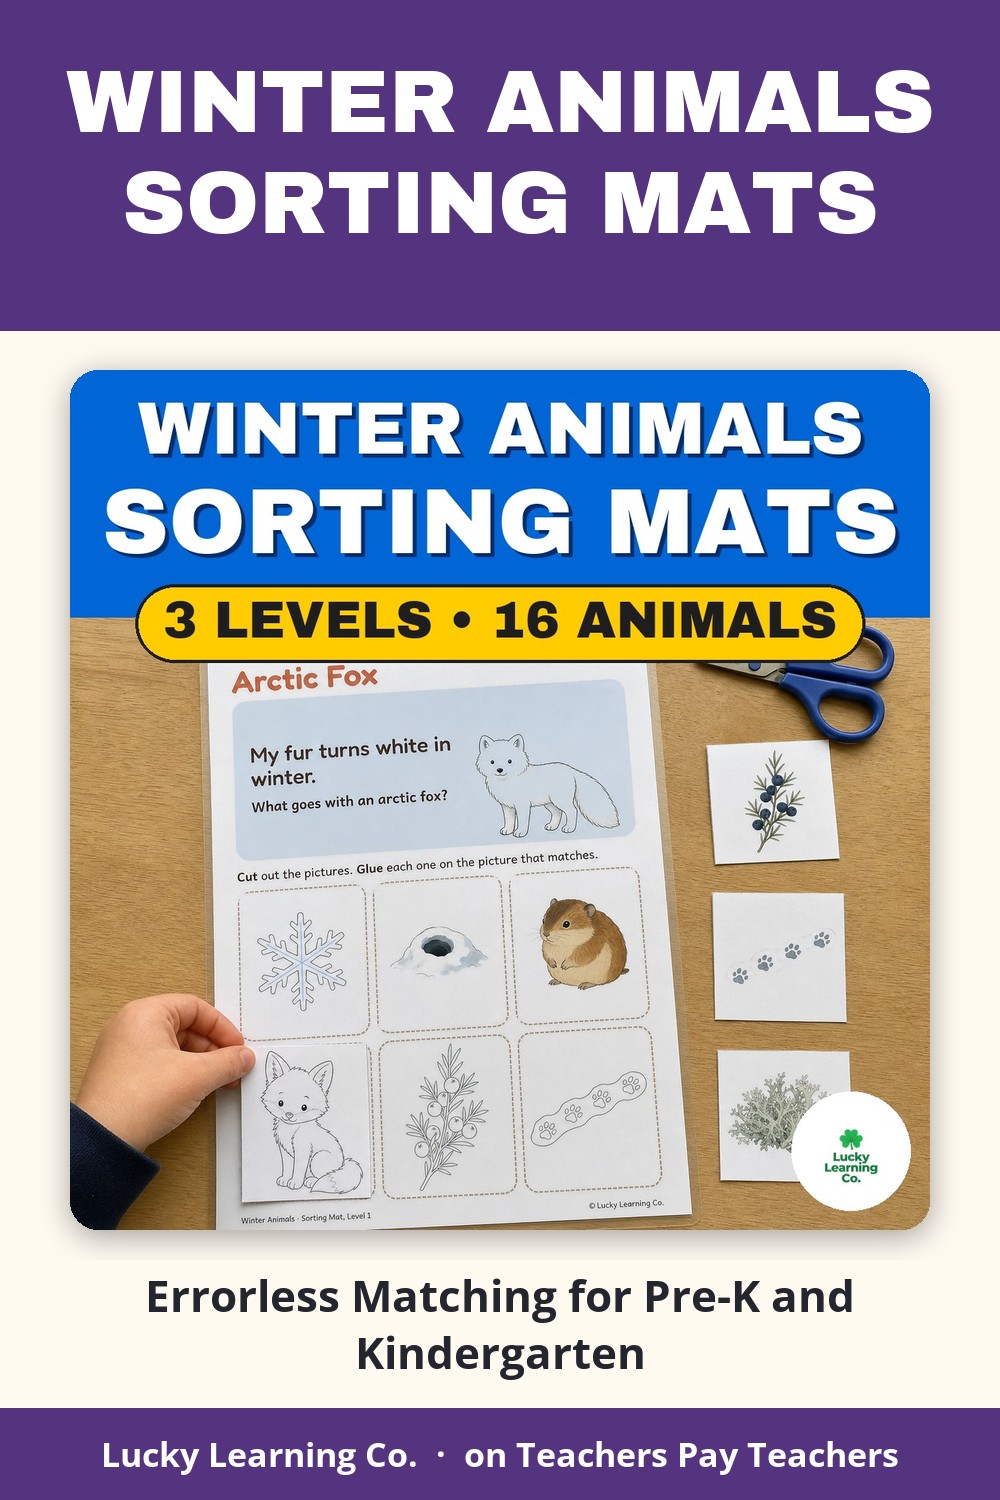 WINTER ANIMALS
SORTING MATS
WINTER ANIMALS
SORTING MATS
3 LEVELS • 16 ANIMALS
Arctic Fox
My fur turns white in
winter.
What goes with an arctic fox?
Cut out the pictures. Glue each one on the picture that matches.
Winter Animals · Sorting Mat, Level 1
© Lucky Learning Co.
Lucky
Learning
Co.
Errorless Matching for Pre-K and
Kindergarten
Lucky Learning Co. · on Teachers Pay Teachers